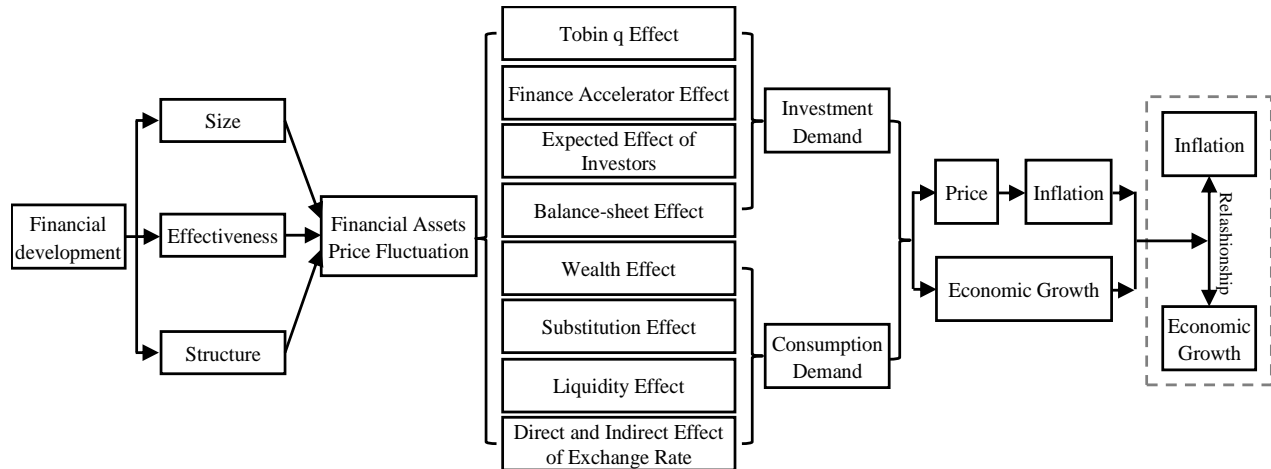 Financial
development
Size
Effectiveness
Structure
Financial Assets
Price Fluctuation
Tobin q Effect
Finance Accelerator Effect
Expected Effect of
Investors
Balance-sheet Effect
Wealth Effect
Substitution Effect
Liquidity Effect
Direct and Indirect Effect
of Exchange Rate
Investment
Demand
Consumption
Demand
Price
Inflation
Economic Growth
Inflation
Relashionship
Economic
Growth